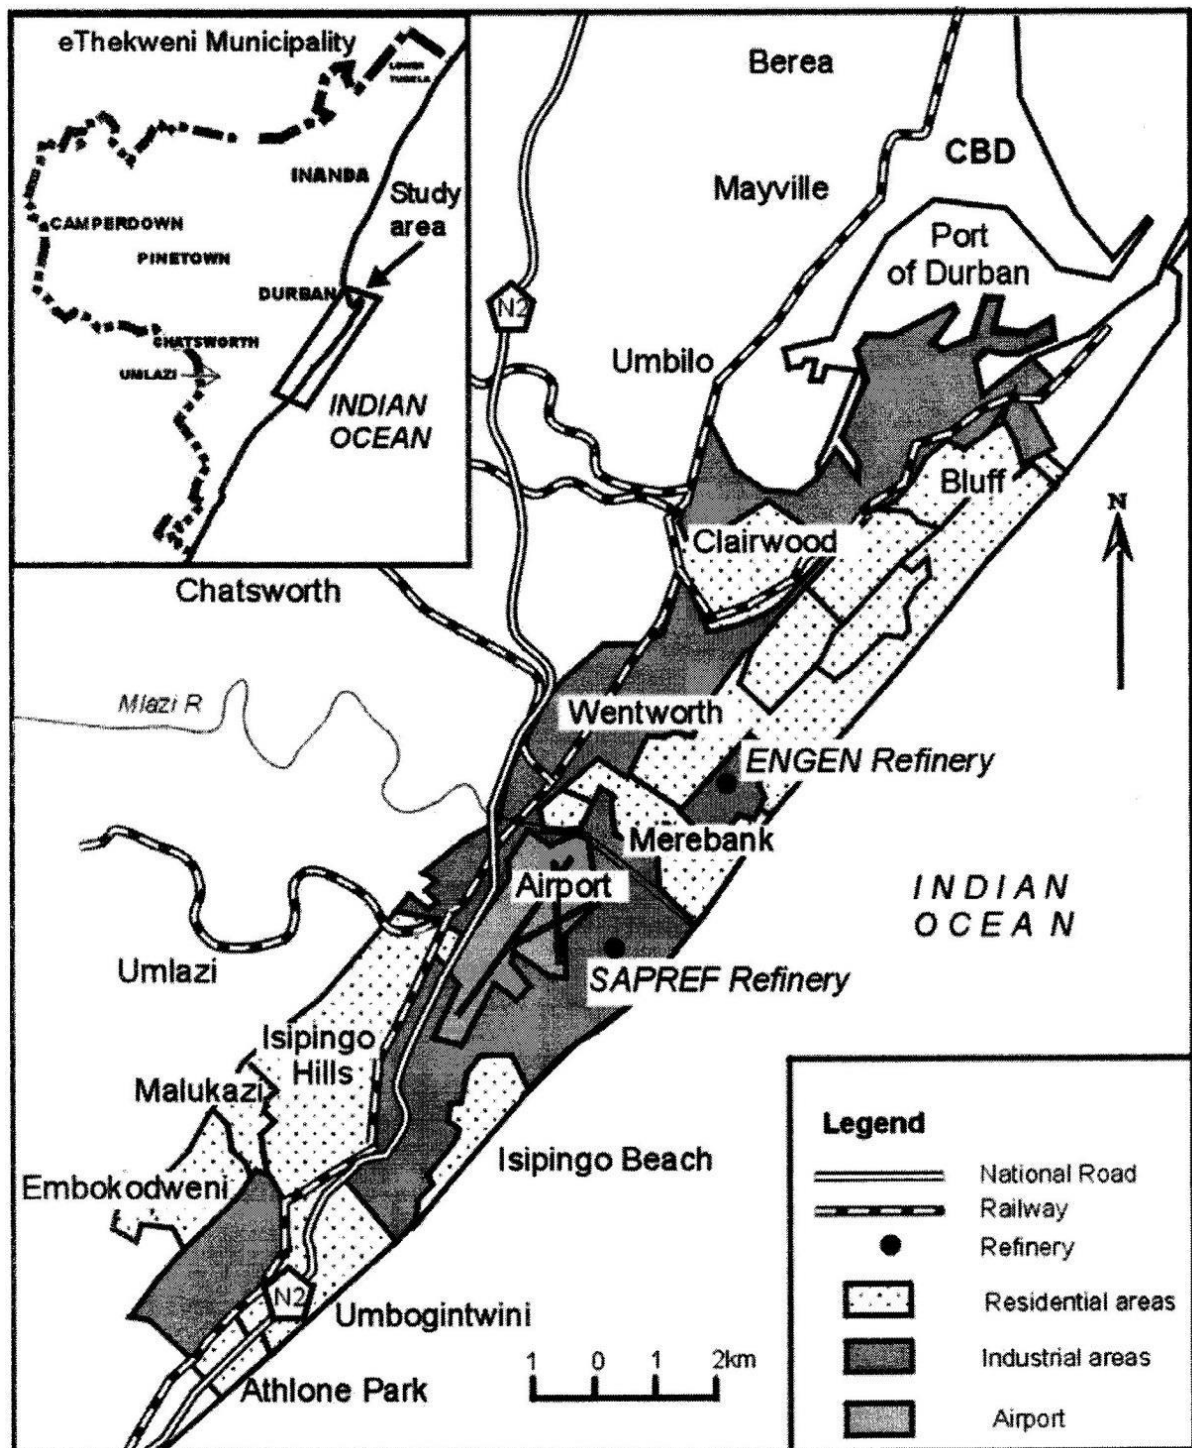 eThekweni Municipality
LOWER
TUGELA
INANDA
Study
area
CAMPERDOWN
PINETOWN
DURBAN
CHATSWORTH
UMLAZI
INDIAN
OCEAN
Berea
CBD
Mayville
Port
of Durban
N2
Umbilo
Bluff
N
Clairwood
Chatsworth
Mlazi R
Wentworth
ENGEN Refinery
Merebank
Airport
INDIAN
OCEAN
Umlazi
SAPREF Refinery
Isipingo
Hills
Malukazi
Isipingo Beach
Embokodweni
N2
Umbogintwini
Athlone Park
1 0 1 2km
Legend
National Road
Railway
Refinery
Residential areas
Industrial areas
Airport